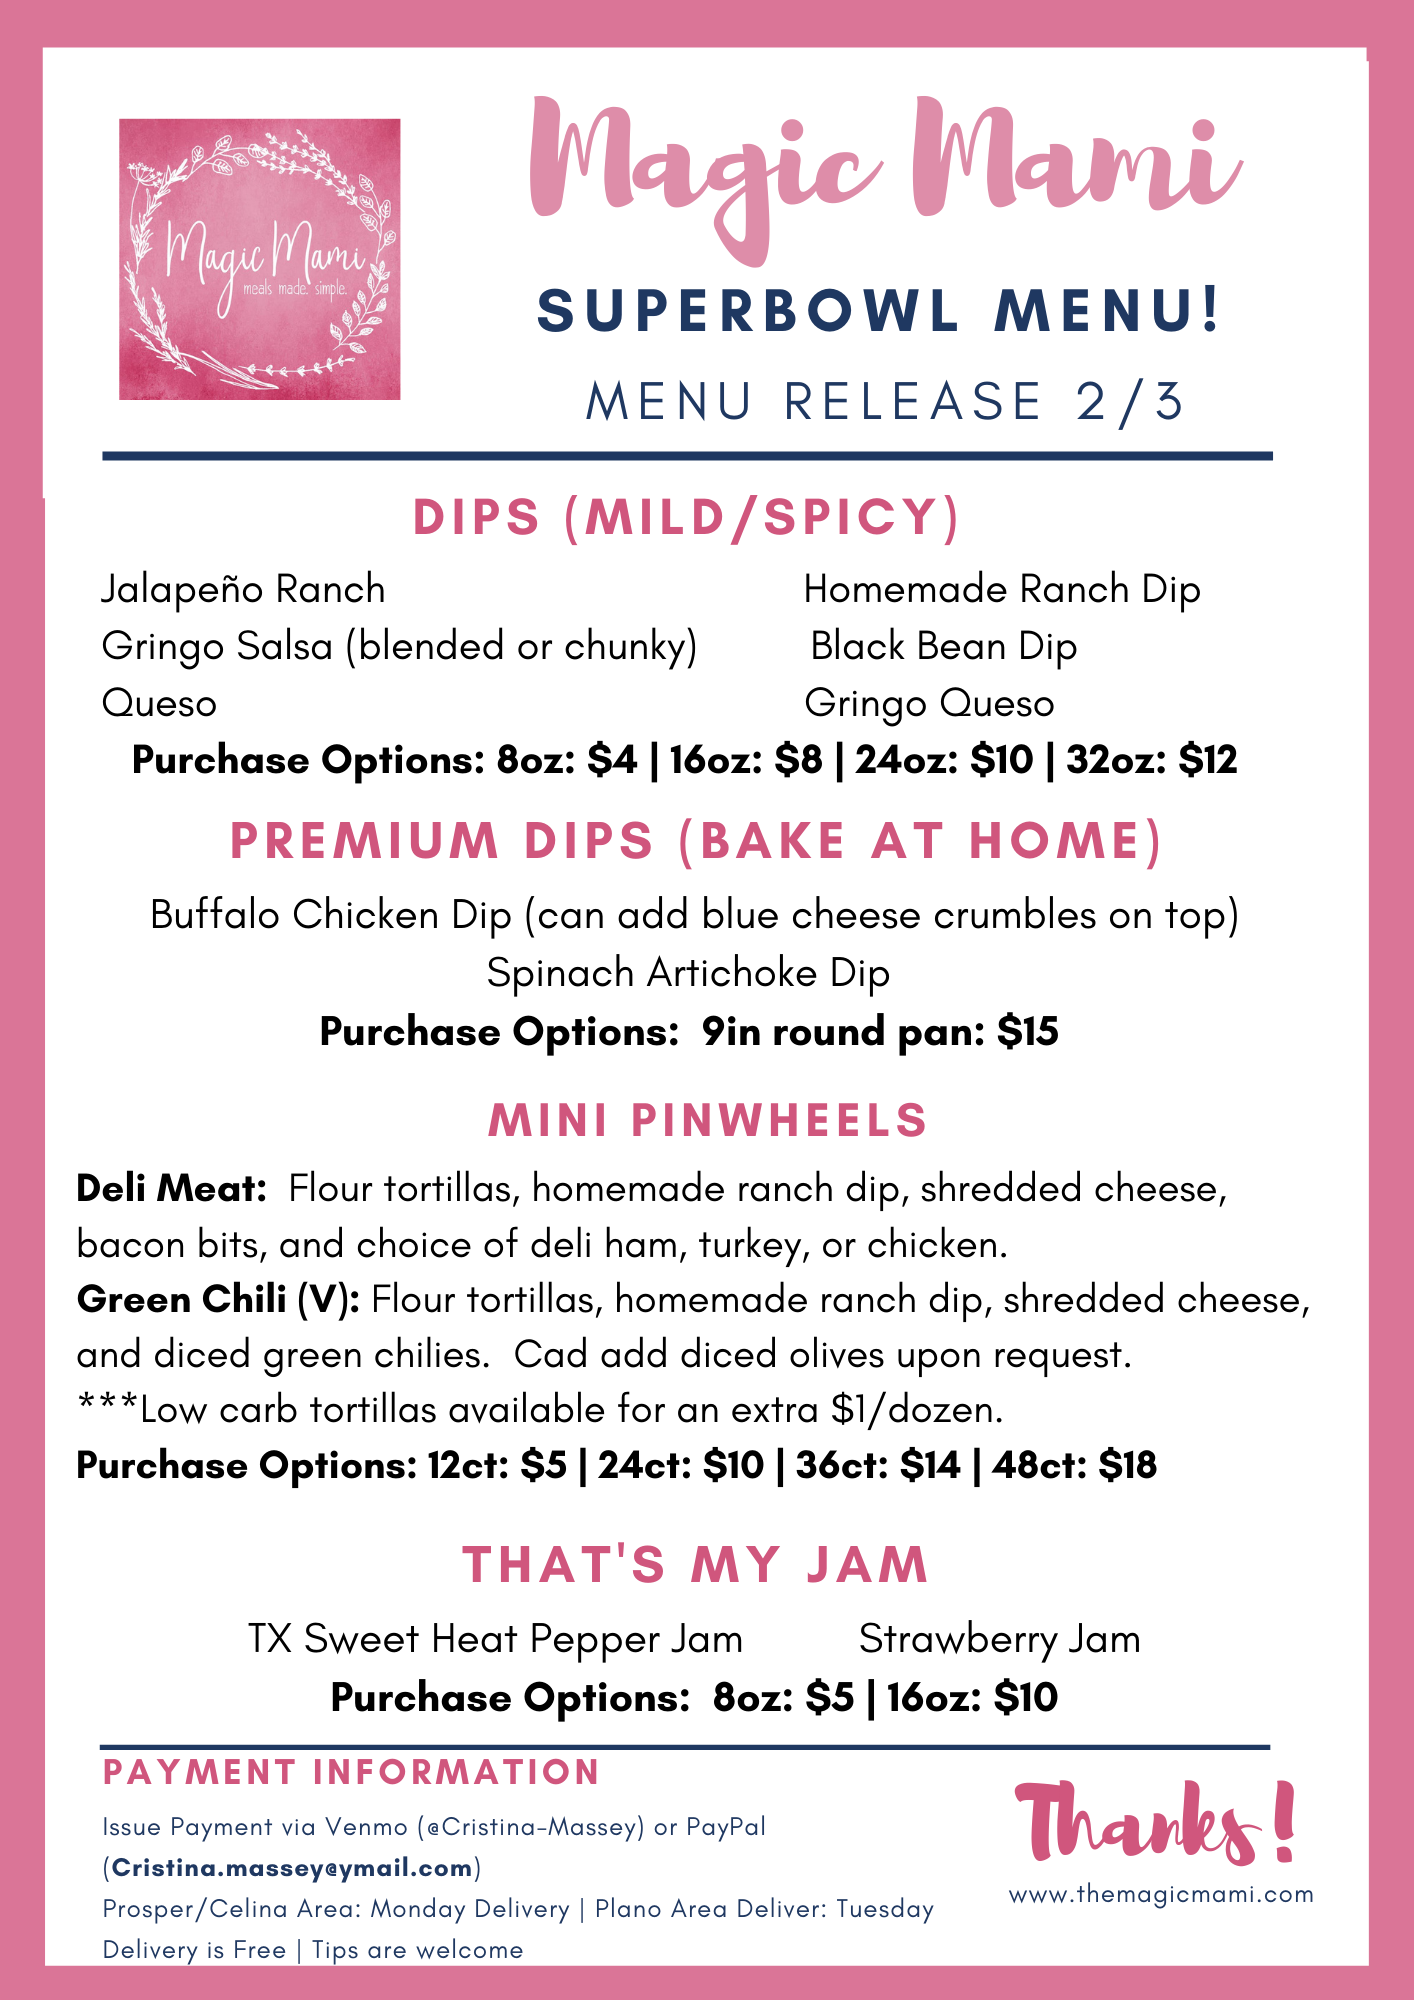 Magic Mami
meals made. simple.
Magic Mami
SUPERBOWL MENU!
MENU RELEASE 2/3
DIPS (MILD/SPICY)
Jalapeño Ranch
Homemade Ranch Dip
Gringo Salsa (blended or chunky)
Black Bean Dip
Queso
Gringo Queso
Purchase Options: 8oz: $4 | 16oz: $8 | 24oz: $10 | 32oz: $12
PREMIUM DIPS (BAKE AT HOME)
Buffalo Chicken Dip (can add blue cheese crumbles on top)
Spinach Artichoke Dip
Purchase Options: 9in round pan: $15
MINI PINWHEELS
Deli Meat: Flour tortillas, homemade ranch dip, shredded cheese,
bacon bits, and choice of deli ham, turkey, or chicken.
Green Chili (V): Flour tortillas, homemade ranch dip, shredded cheese,
and diced green chilies. Cad add diced olives upon request.
***Low carb tortillas available for an extra $1/dozen.
Purchase Options: 12ct: $5 | 24ct: $10 | 36ct: $14 | 48ct: $18
THAT'S MY JAM
TX Sweet Heat Pepper Jam
Strawberry Jam
Purchase Options: 8oz: $5 | 16oz: $10
PAYMENT INFORMATION
Issue Payment via Venmo (@Cristina-Massey) or PayPal
(Cristina.massey@ymail.com)
Prosper/Celina Area: Monday Delivery | Plano Area Deliver: Tuesday
Delivery is Free | Tips are welcome
Thanks!
www.themagicmami.com